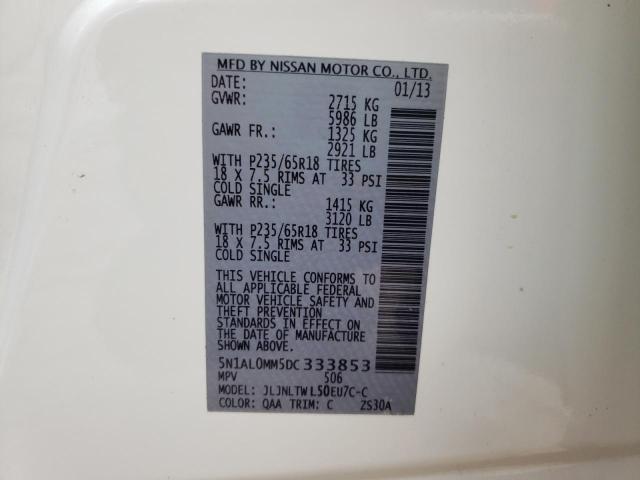 MFD BY NISSAN MOTOR CO., LTD.
DATE: 01/13
GVWR: 2715 KG
5986 LB
GAWR FR.: 1325 KG
2921 LB
WITH P235/65R18 TIRES
18 X 7.5 RIMS AT 33 PSI
COLD SINGLE
GAWR RR.: 1415 KG
3120 LB
WITH P235/65R18 TIRES
18 X 7.5 RIMS AT 33 PSI
COLD SINGLE
THIS VEHICLE CONFORMS TO
ALL APPLICABLE FEDERAL
MOTOR VEHICLE SAFETY AND
THEFT PREVENTION
STANDARDS IN EFFECT ON
THE DATE OF MANUFACTURE
SHOWN ABOVE.
5N1AL0MM5DC333853
MPV 506
MODEL: JLJNLTWL50EU7C-C
COLOR: QAA TRIM: C ZS30A